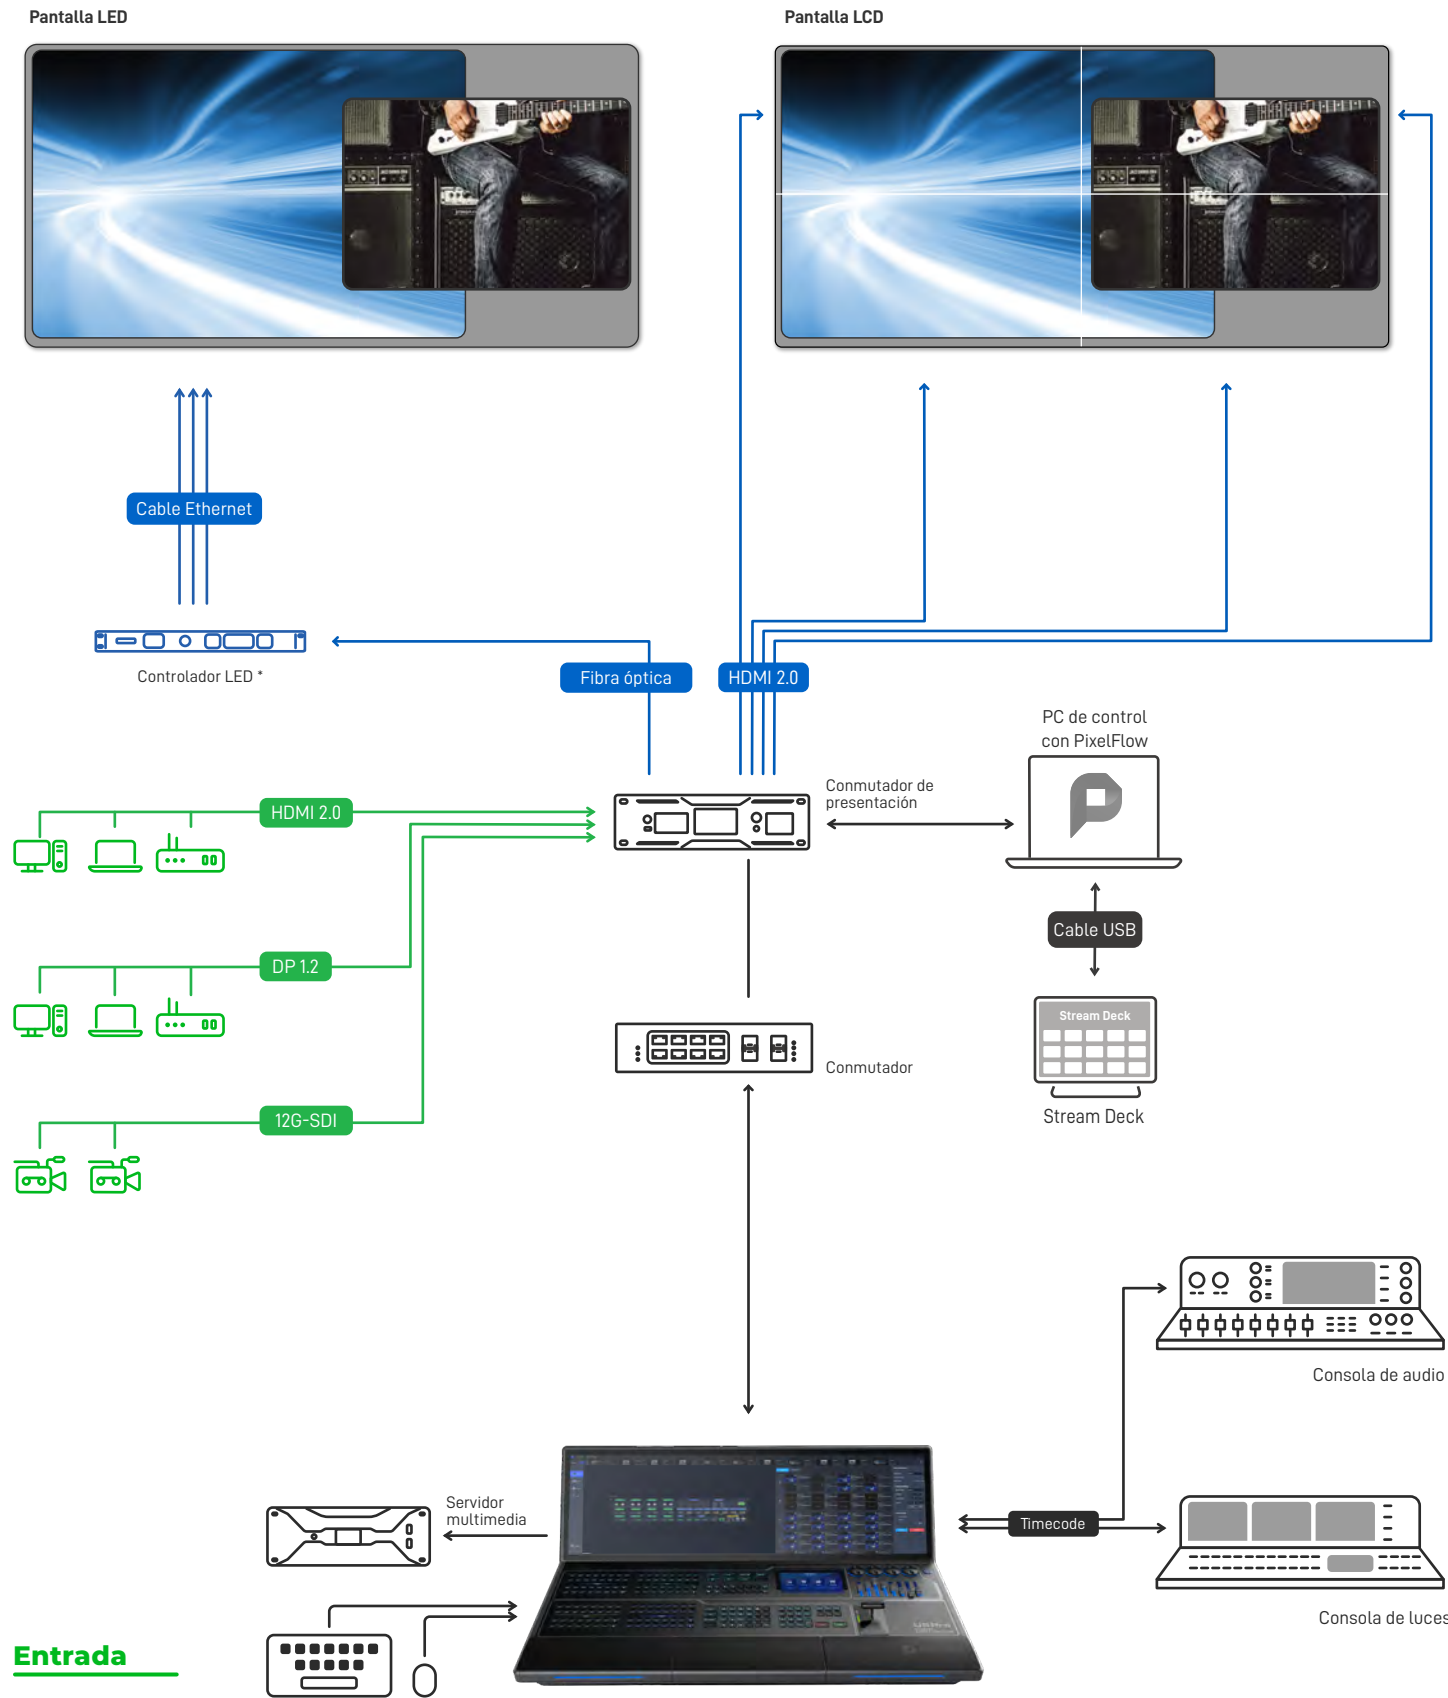 Pantalla LED
Pantalla LCD
Cable Ethernet
Controlador LED *
Fibra óptica
HDMI 2.0
PC de control
con PixelFlow
Conmutador de
presentación
HDMI 2.0
Cable USB
DP 1.2
Stream Deck
Conmutador
Stream Deck
12G-SDI
Consola de audio
Servidor
multimedia
Timecode
Consola de luces
Entrada